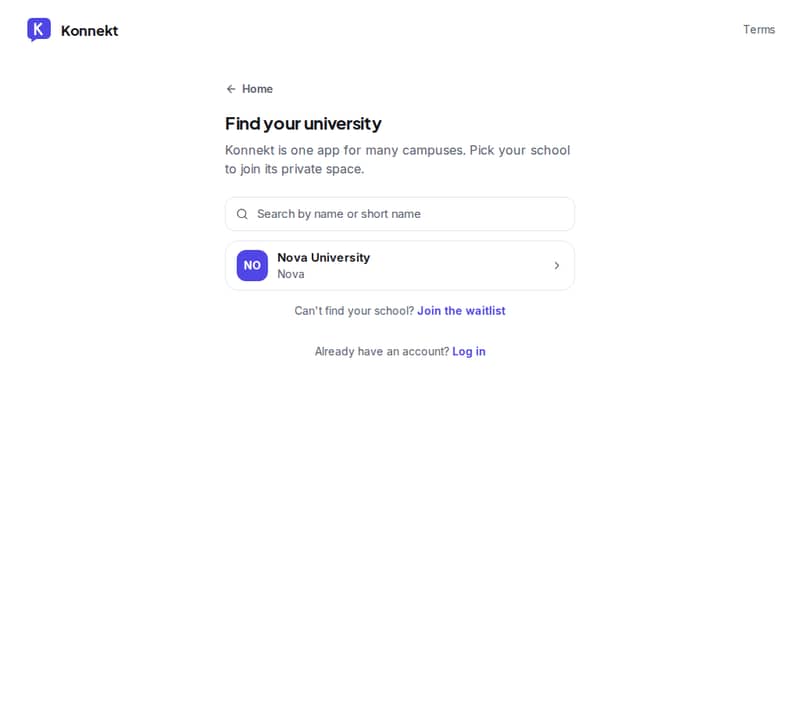 K Konnekt
Terms
← Home
Find your university
Konnekt is one app for many campuses. Pick your school
to join its private space.
Search by name or short name
NO
Nova University
Nova
Can't find your school? Join the waitlist
Already have an account? Log in